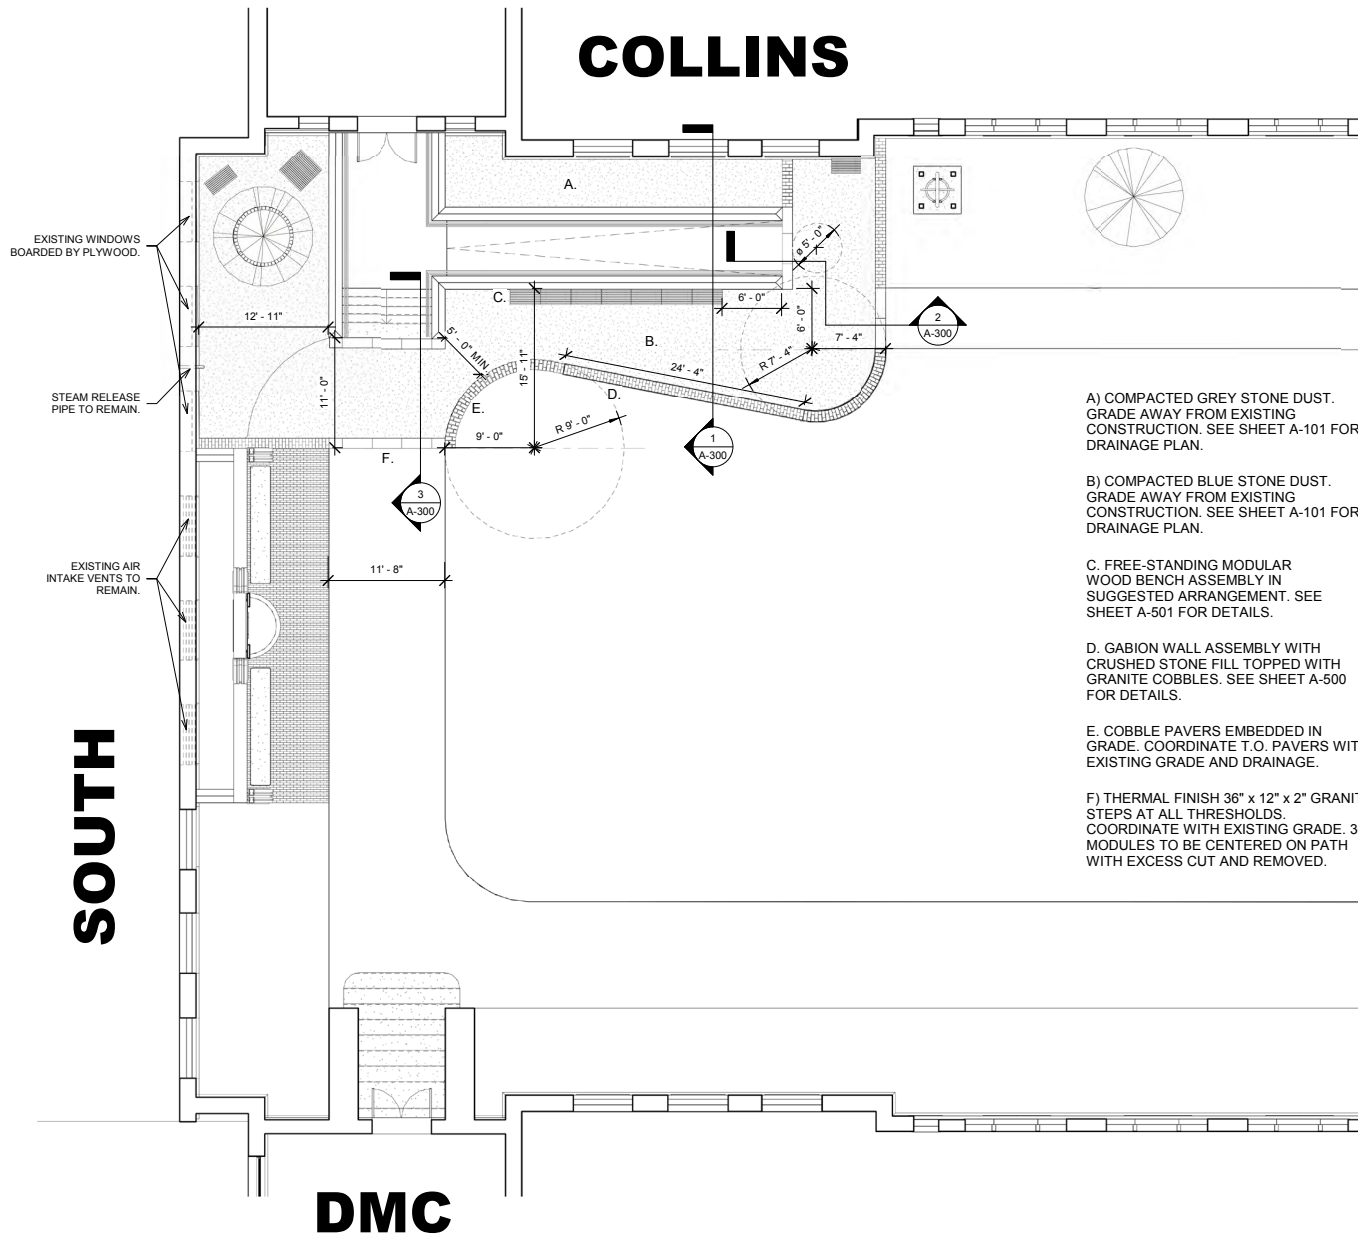 COLLINS
A.
EXISTING WINDOWS
BOARDED BY PLYWOOD.
ø 5' - 0"
C.
6' - 0"
6' - 0"
12' - 11"
2
A-300
5' - 0" MIN.
15' - 11"
B.
7' - 4"
R 7' - 4"
24' - 4"
STEAM RELEASE
PIPE TO REMAIN.
11' - 0"
E.
D.
R 9' - 0"
9' - 0"
F.
1
A-300
3
A-300
EXISTING AIR
INTAKE VENTS TO
REMAIN.
11' - 8"
A) COMPACTED GREY STONE DUST.
GRADE AWAY FROM EXISTING
CONSTRUCTION. SEE SHEET A-101 FOR
DRAINAGE PLAN.
B) COMPACTED BLUE STONE DUST.
GRADE AWAY FROM EXISTING
CONSTRUCTION. SEE SHEET A-101 FOR
DRAINAGE PLAN.
C. FREE-STANDING MODULAR
WOOD BENCH ASSEMBLY IN
SUGGESTED ARRANGEMENT. SEE
SHEET A-501 FOR DETAILS.
D. GABION WALL ASSEMBLY WITH
CRUSHED STONE FILL TOPPED WITH
GRANITE COBBLES. SEE SHEET A-500
FOR DETAILS.
E. COBBLE PAVERS EMBEDDED IN
GRADE. COORDINATE T.O. PAVERS WIT
EXISTING GRADE AND DRAINAGE.
F) THERMAL FINISH 36" x 12" x 2" GRANIT
STEPS AT ALL THRESHOLDS.
COORDINATE WITH EXISTING GRADE. 3
MODULES TO BE CENTERED ON PATH
WITH EXCESS CUT AND REMOVED.
SOUTH
DMC